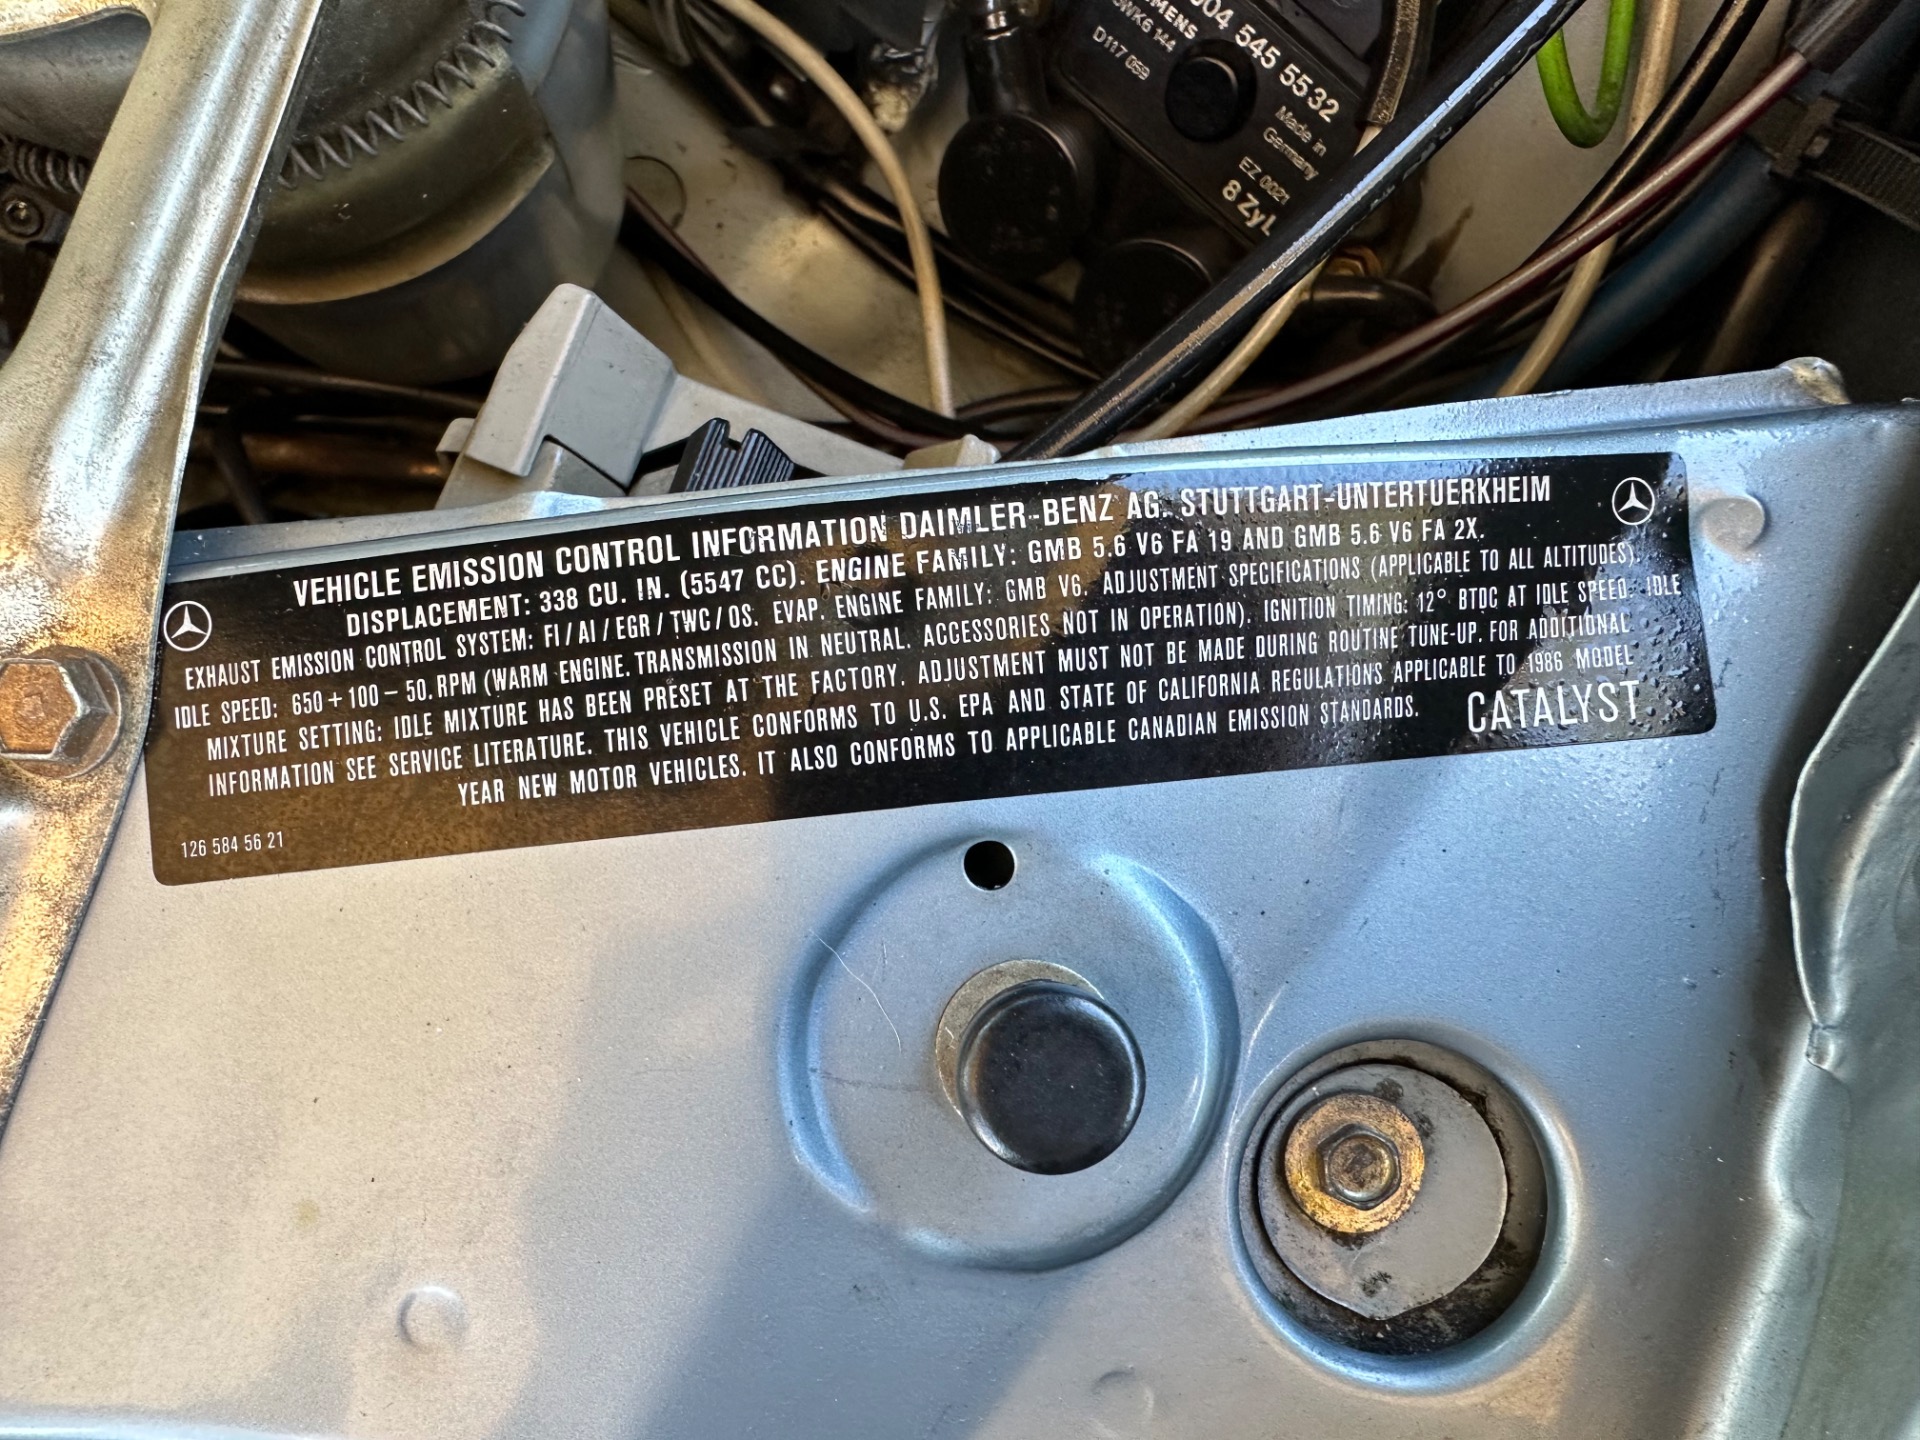 004 545 5532
SIEMENS
5WK6 144
D117 059
Made in
Germany
EZ 0021
8 Zyl
VEHICLE EMISSION CONTROL INFORMATION DAIMLER-BENZ AG. STUTTGART-UNTERTUERKHEIM
DISPLACEMENT: 338 CU. IN. (5547 CC). ENGINE FAMILY: GMB 5.6 V6 FA 19 AND GMB 5.6 V6 FA 2X.
EXHAUST EMISSION CONTROL SYSTEM: FI/AI/EGR/TWC/OS. EVAP. ENGINE FAMILY: GMB V6. ADJUSTMENT SPECIFICATIONS (APPLICABLE TO ALL ALTITUDES).
IDLE SPEED: 650+100-50.RPM (WARM ENGINE. TRANSMISSION IN NEUTRAL. ACCESSORIES NOT IN OPERATION). IGNITION TIMING: 12° BTDC AT IDLE SPEED. IDLE
MIXTURE SETTING: IDLE MIXTURE HAS BEEN PRESET AT THE FACTORY. ADJUSTMENT MUST NOT BE MADE DURING ROUTINE TUNE-UP. FOR ADDITIONAL
INFORMATION SEE SERVICE LITERATURE. THIS VEHICLE CONFORMS TO U.S. EPA AND STATE OF CALIFORNIA REGULATIONS APPLICABLE TO 1986 MODEL
YEAR NEW MOTOR VEHICLES. IT ALSO CONFORMS TO APPLICABLE CANADIAN EMISSION STANDARDS.
CATALYST
126 584 56 21